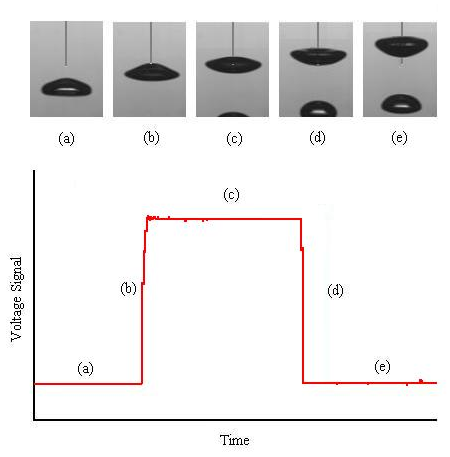 (a) (b) (c) (d) (e)
(c)
(b)
(d)
(a)
(e)
Voltage Signal
Time